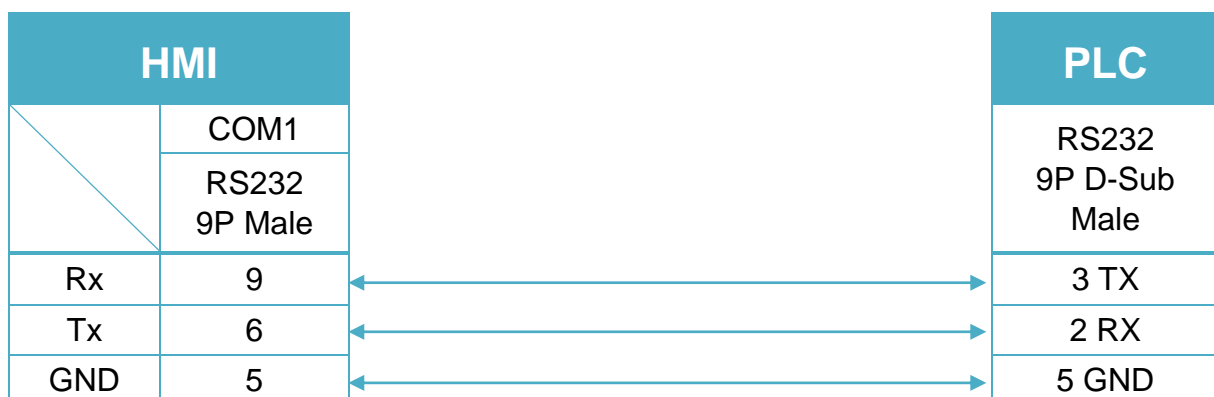 HMI
PLC
COM1
RS232
9P Male
RS232
9P D-Sub
Male
Rx 9 3 TX
Tx 6 2 RX
GND 5 5 GND